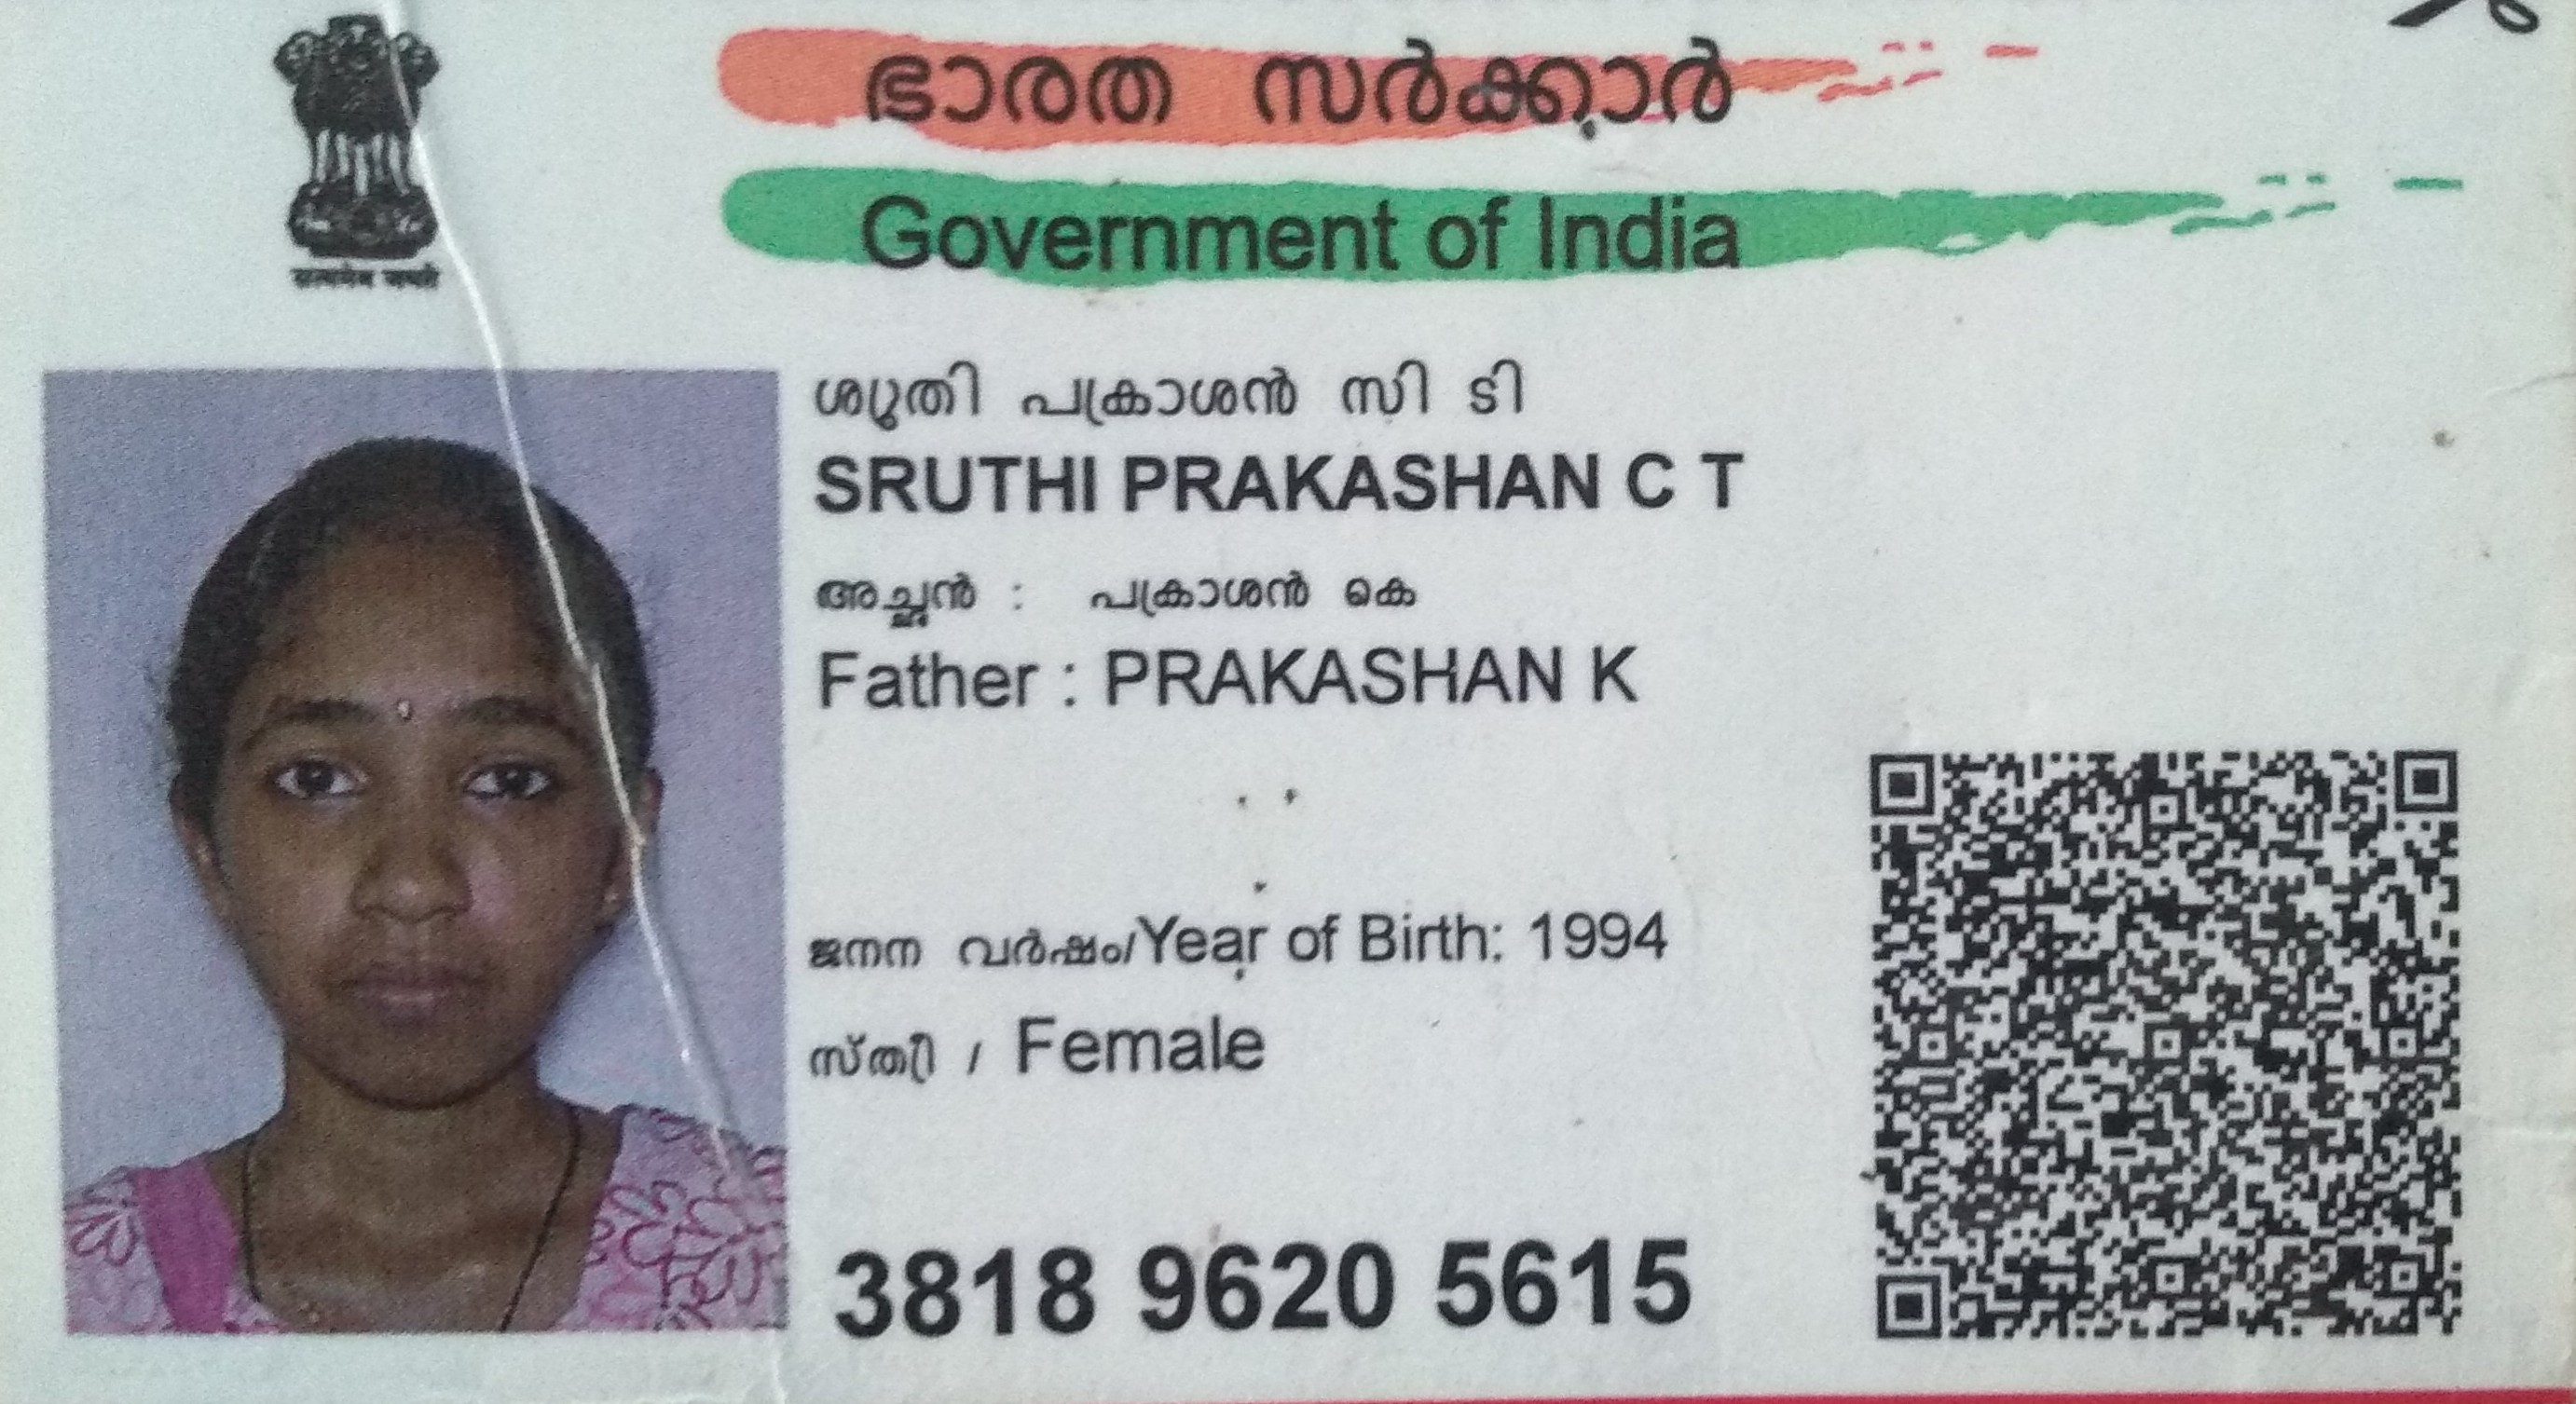 ഭാരത സർക്കാർ
Government of India
सत्यमेव जयते
ശ്രുതി പ്രകാശൻ സി ടി
SRUTHI PRAKASHAN C T
അച്ഛൻ : പ്രകാശൻ കെ
Father : PRAKASHAN K
ജനന വർഷം/Year of Birth: 1994
സ്ത്രീ / Female
3818 9620 5615